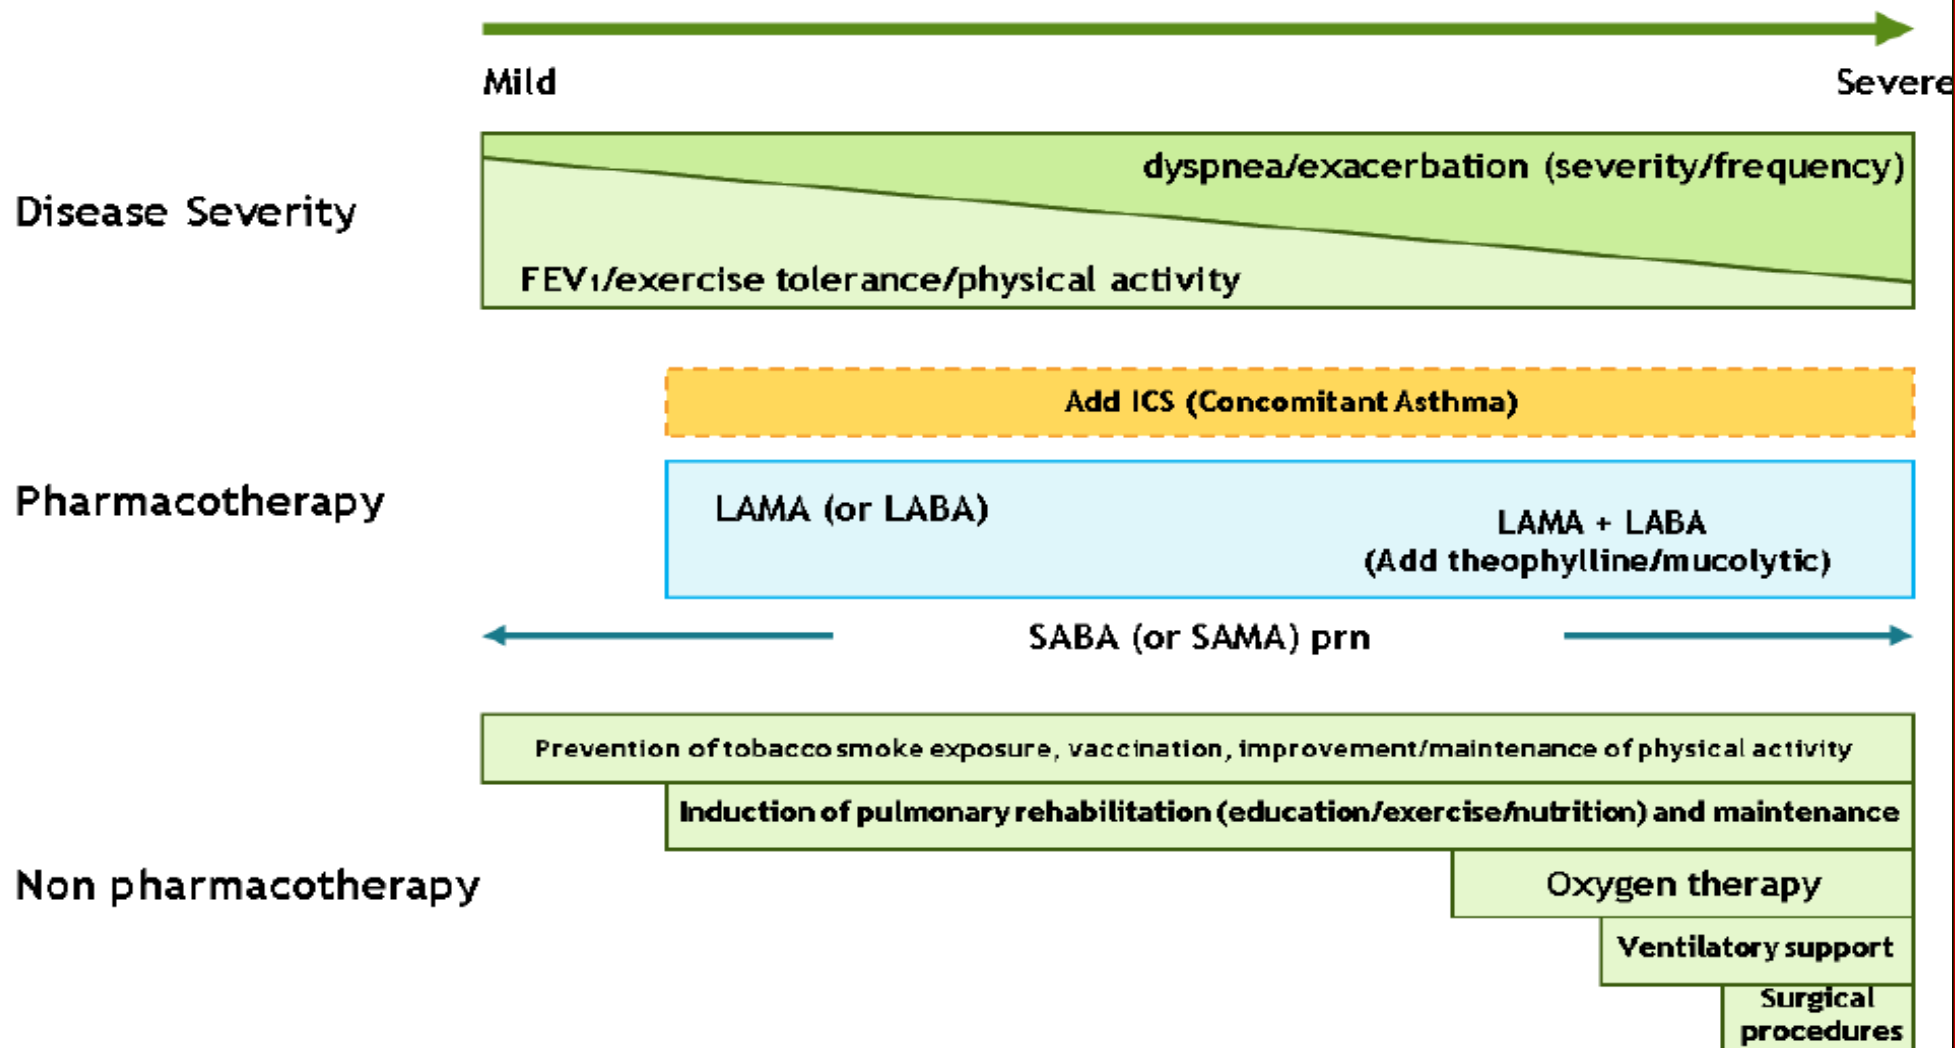 Mild
Severe
Disease Severity
dyspnea/exacerbation (severity/frequency)
FEV1/exercise tolerance/physical activity
Pharmacotherapy
Add ICS (Concomitant Asthma)
LAMA (or LABA)
LAMA + LABA
(Add theophylline/mucolytic)
SABA (or SAMA) prn
Non pharmacotherapy
Prevention of tobacco smoke exposure, vaccination, improvement/maintenance of physical activity
Induction of pulmonary rehabilitation (education/exercise/nutrition) and maintenance
Oxygen therapy
Ventilatory support
Surgical
procedures